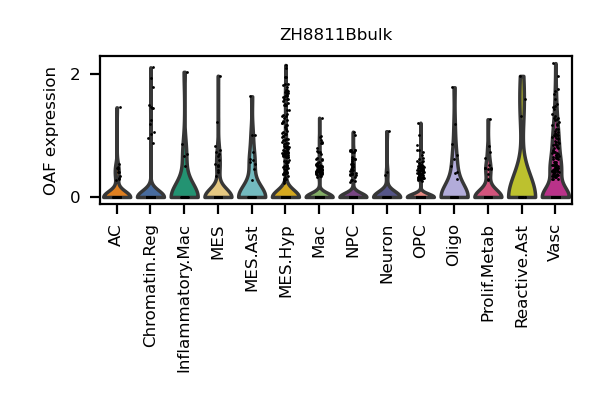 ZH8811Bbulk
OAF expression
2
0
AC
Chromatin.Reg
Inflammatory.Mac
MES
MES.Ast
MES.Hyp
Mac
NPC
Neuron
OPC
Oligo
Prolif.Metab
Reactive.Ast
Vasc